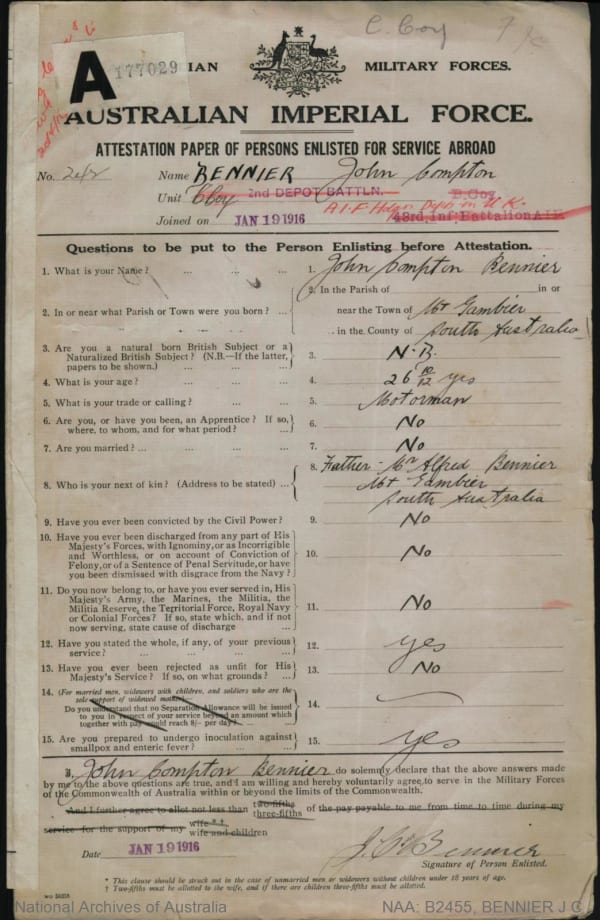 C. Coy
A 177029
IAN MILITARY FORCES.
AUSTRALIAN IMPERIAL FORCE.
ATTESTATION PAPER OF PERSONS ENLISTED FOR SERVICE ABROAD
No. 242 Name BENNIER John Compton
Unit C Coy 2nd DEPOT BATTLN. D. Coy
43rd. Inf: Battalion A.I.F.
Joined on JAN 19 1916
Questions to be put to the Person Enlisting before Attestation.
1. What is your Name? ... ... ... 1. John Compton Bennier
2. In or near what Parish or Town were you born? ... 2. In the Parish of in or
near the Town of Mt Gambier
in the County of South Australia
3. Are you a natural born British Subject or a
Naturalized British Subject? (N.B.—If the latter,
papers to be shown.) ... ... 3. N.B.
4. What is your age? ... ... ... 4. 26 10/12 yrs
5. What is your trade or calling? ... ... 5. Motorman
6. Are you, or have you been, an Apprentice? If so,
where, to whom, and for what period? ... 6. No
7. Are you married? ... ... ... 7. No
8. Who is your next of kin? (Address to be stated) ... 8. Father - Mr Alfred Bennier
Mt Gambier
South Australia
9. Have you ever been convicted by the Civil Power? 9. No
10. Have you ever been discharged from any part of His
Majesty's Forces, with Ignominy, or as Incorrigible
and Worthless, or on account of Conviction of
Felony, or of a Sentence of Penal Servitude, or have
you been dismissed with disgrace from the Navy? 10. No
11. Do you now belong to, or have you ever served in, His
Majesty's Army, the Marines, the Militia, the
Militia Reserve, the Territorial Force, Royal Navy
or Colonial Forces? If so, state which, and if not
now serving, state cause of discharge ... 11. No
12. Have you stated the whole, if any, of your previous
service? ... ... ... ... 12. yes
13. Have you ever been rejected as unfit for His
Majesty's Service? If so, on what grounds? ... 13. No
14. (For married men, widowers with children, and soldiers who are the
sole support of widowed mother—
Do you understand that no Separation Allowance will be issued
to you in respect of your service beyond an amount which
together with pay would reach 8/- per day? ... 14.
15. Are you prepared to undergo inoculation against
smallpox and enteric fever? ... ... 15. yes
I, John Compton Bennier do solemnly declare that the above answers made
by me to the above questions are true, and I am willing and hereby voluntarily agree to serve in the Military Forces
of the Commonwealth of Australia within or beyond the limits of the Commonwealth.
And I further agree to allot not less than two-fifths three-fifths of the pay payable to me from time to time during my
service for the support of my wife * † wife and children
Date JAN 19 1916 J. C. Bennier
Signature of Person Enlisted.
* This clause should be struck out in the case of unmarried men or widowers without children under 18 years of age.
† Two-fifths must be allotted to the wife, and if there are children three-fifths must be allotted.
National Archives of Australia NAA: B2455, BENNIER J C